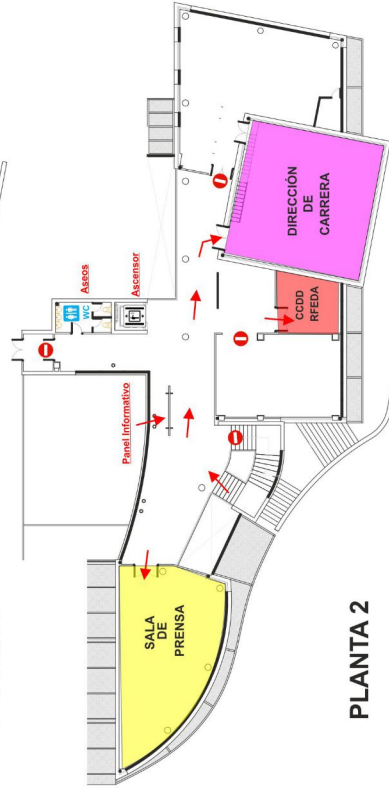 Aseos
WC
Ascensor
Panel Informativo
DIRECCIÓN
DE
CARRERA
CCDD
RFEDA
SALA
DE
PRENSA
PLANTA 2